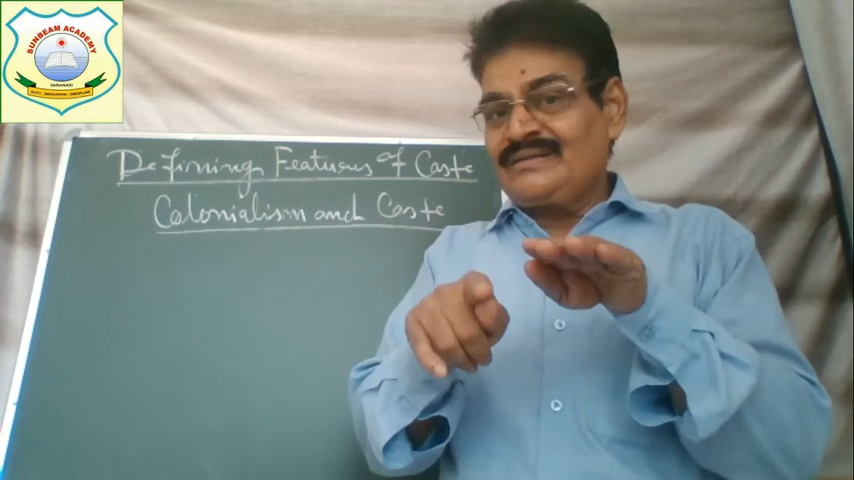 SUNBEAM ACADEMY
VARANASI
Defining Features of Caste
Colonialism and Caste